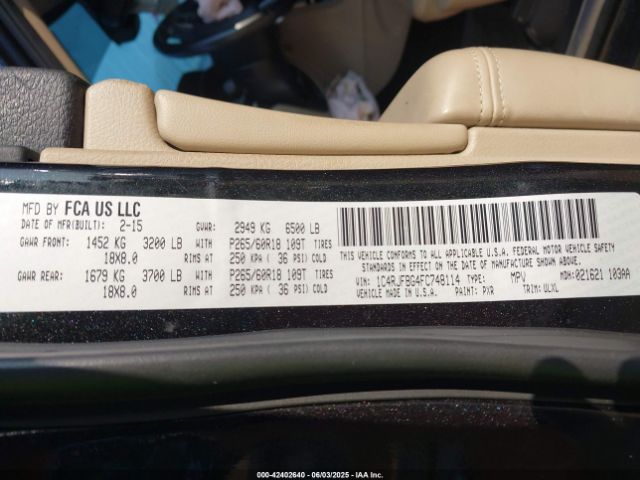 MFD BY FCA US LLC
DATE OF MFR(BUILT): 2-15 GVWR: 2949 KG 6500 LB
GAWR FRONT: 1452 KG 3200 LB WITH P265/60R18 109T TIRES
18X8.0 RIMS AT 250 KPA ( 36 PSI) COLD
GAWR REAR: 1679 KG 3700 LB WITH P265/60R18 109T TIRES
18X8.0 RIMS AT 250 KPA ( 36 PSI) COLD
THIS VEHICLE CONFORMS TO ALL APPLICABLE U.S.A. FEDERAL MOTOR VEHICLE SAFETY
STANDARDS IN EFFECT ON THE DATE OF MANUFACTURE SHOWN ABOVE.
VIN: 1C4RJFBG4FC748114 TYPE: MPV MDH: 021621 103AA
VEHICLE MADE IN U.S.A. PAINT: PXR TRIM: ULXL
000-42402640 - 06/03/2025 - IAA Inc.